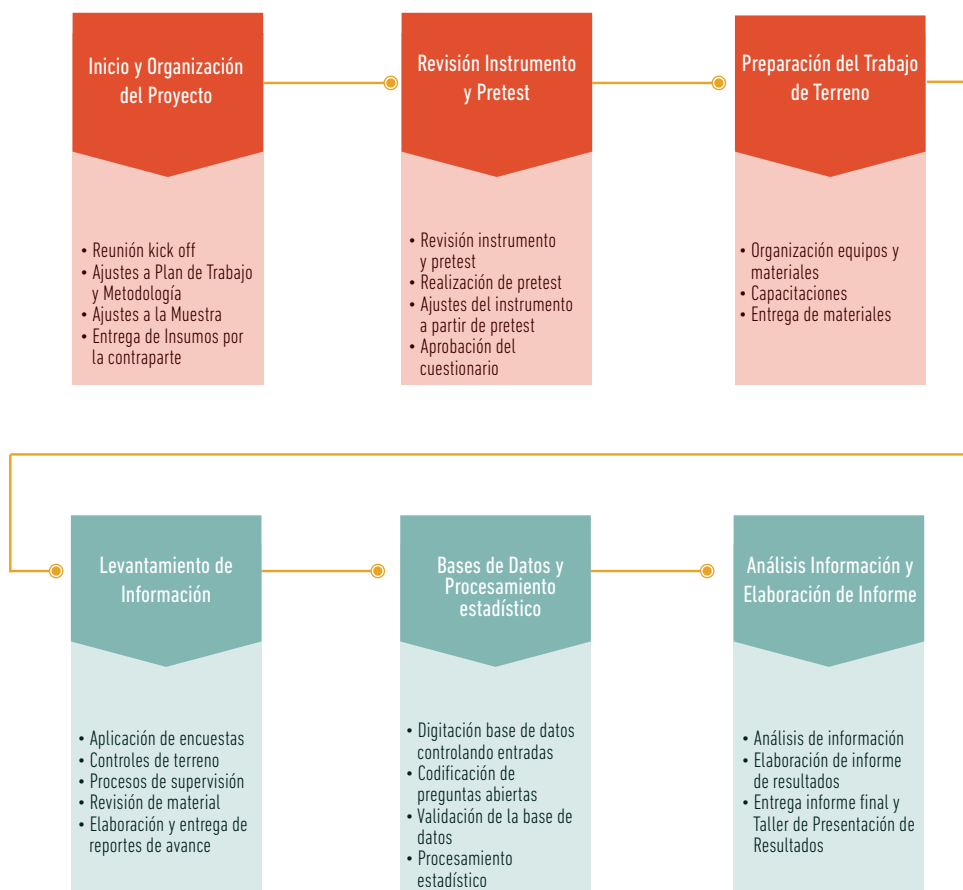 Inicio y Organización
del Proyecto
• Reunión kick off
• Ajustes a Plan de Trabajo
y Metodología
• Ajustes a la Muestra
• Entrega de Insumos por
la contraparte
Revisión Instrumento
y Pretest
• Revisión instrumento
y pretest
• Realización de pretest
• Ajustes del instrumento
a partir de pretest
• Aprobación del
cuestionario
Preparación del Trabajo
de Terreno
• Organización equipos y
materiales
• Capacitaciones
• Entrega de materiales
Levantamiento de
Información
• Aplicación de encuestas
• Controles de terreno
• Procesos de supervisión
• Revisión de material
• Elaboración y entrega de
reportes de avance
Bases de Datos y
Procesamiento
estadístico
• Digitación base de datos
controlando entradas
• Codificación de
preguntas abiertas
• Validación de la base de
datos
• Procesamiento
estadístico
Análisis Información y
Elaboración de Informe
• Análisis de información
• Elaboración de informe
de resultados
• Entrega informe final y
Taller de Presentación de
Resultados